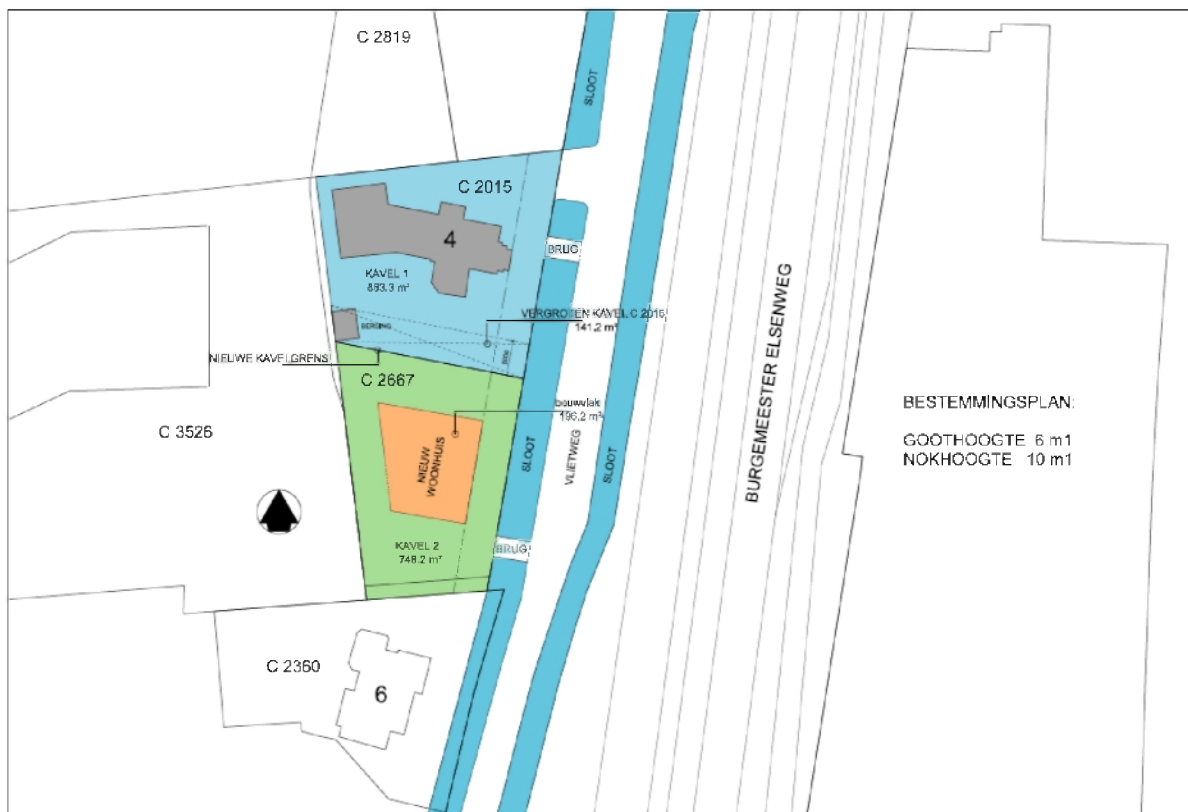 C 2819
SLOOT
C 2015
4
BRUG
KAVEL 1
883.3 m²
VERGROTEN KAVEL C 2015
141.2 m²
BERGING
NIEUWE KAVELGRENS
C 2667
bouwvlak
196.2 m²
C 3526
NIEUW
WOONHUIS
SLOOT
VLIETWEG
SLOOT
BURGEMEESTER ELSENWEG
BESTEMMINGSPLAN:
GOOTHOOGTE 6 m1
NOKHOOGTE 10 m1
KAVEL 2
748.2 m²
BRUG
C 2360
6